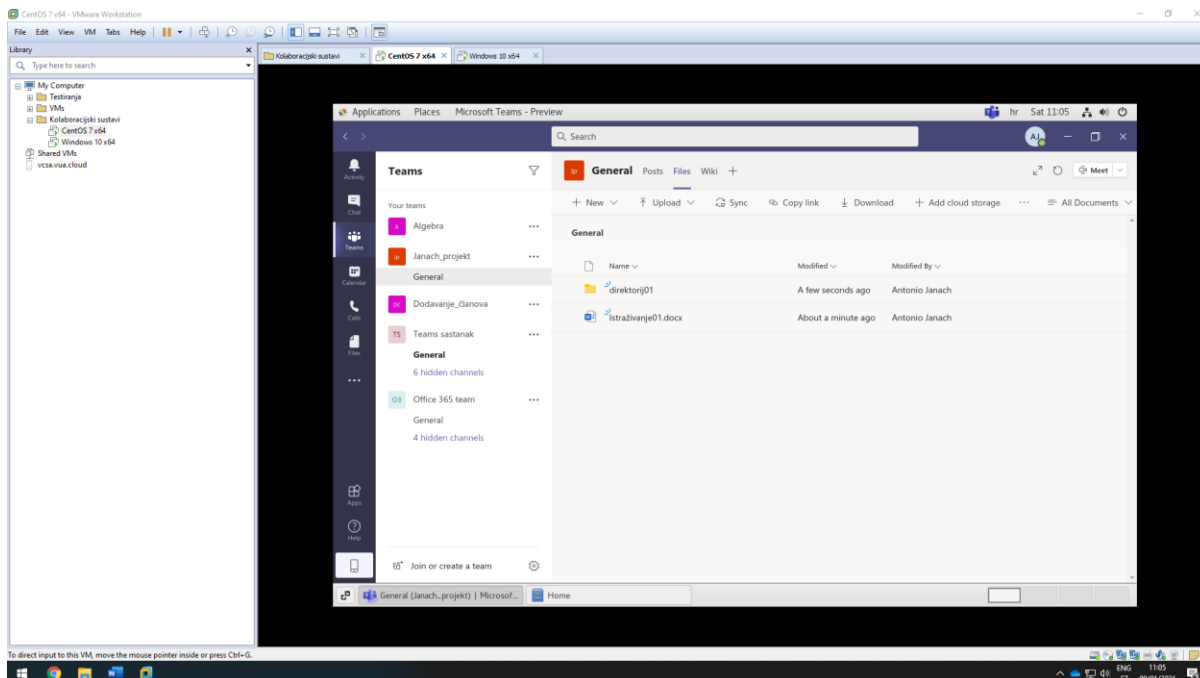 CentOS 7 x64 - VMware Workstation
File Edit View VM Tabs Help
Library
Type here to search
My Computer
Testiranja
VMs
Kolaboracijski sustavi
CentOS 7 x64
Windows 10 x64
Shared VMs
vcsa.vua.cloud
Kolaboracijski sustavi CentOS 7 x64 Windows 10 x64
Applications Places Microsoft Teams - Preview hr Sat 11:05
Search AJ
Activity
Chat
Teams
Calendar
Calls
Files
Apps
Help
Teams
Your teams
A Algebra
Jp Janach_projekt
General
Dč Dodavanje_članova
TS Teams sastanak
General
6 hidden channels
O3 Office 365 team
General
4 hidden channels
Join or create a team
Jp General Posts Files Wiki Meet
New Upload Sync Copy link Download Add cloud storage All Documents
General
Name Modified Modified By
direktorij01 A few seconds ago Antonio Janach
Istraživanje01.docx About a minute ago Antonio Janach
General (Janach_projekt) | Microsof... Home
To direct input to this VM, move the mouse pointer inside or press Ctrl+G.
ENG 11:05